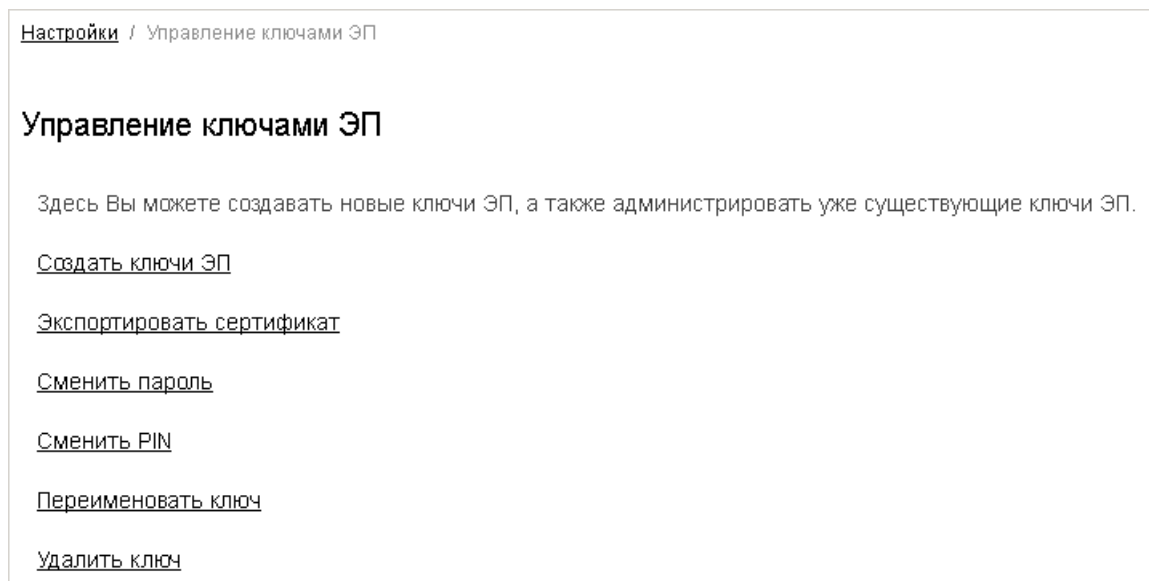 Настройки / Управление ключами ЭП
Управление ключами ЭП
Здесь Вы можете создавать новые ключи ЭП, а также администрировать уже существующие ключи ЭП.
Создать ключи ЭП
Экспортировать сертификат
Сменить пароль
Сменить PIN
Переименовать ключ
Удалить ключ